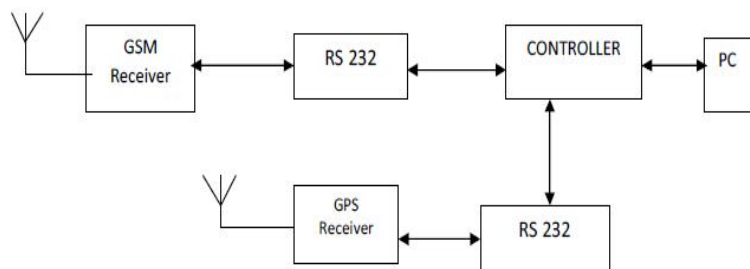 GSM
Receiver
RS 232
CONTROLLER
PC
GPS
Receiver
RS 232